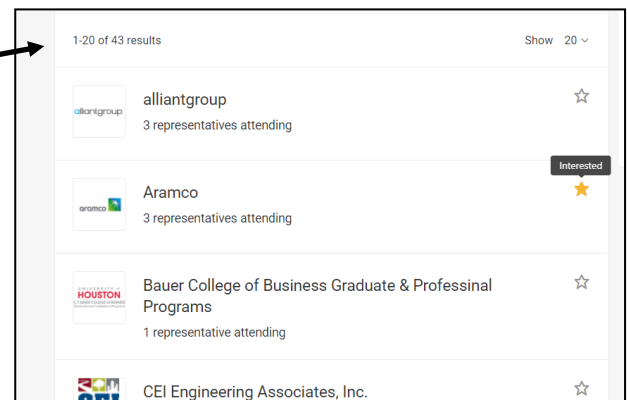 1-20 of 43 results
Show 20
alliantgroup
alliantgroup
3 representatives attending
Interested
aramco
Aramco
3 representatives attending
UNIVERSITY of
HOUSTON
Bauer College of Business Graduate & Professinal
Programs
1 representative attending
CEI
CEI Engineering Associates, Inc.